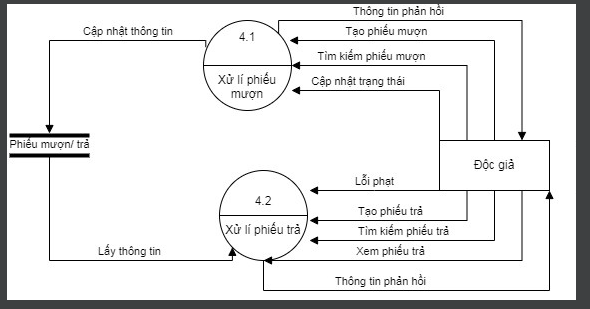 Thông tin phản hồi
Cập nhật thông tin
4.1
Tạo phiếu mượn
Tìm kiếm phiếu mượn
Xử lí phiếu
mượn
Cập nhật trạng thái
Phiếu mượn/ trả
Độc giả
Lỗi phạt
4.2
Tạo phiếu trả
Xử lí phiếu trả
Tìm kiếm phiếu trả
Lấy thông tin
Xem phiếu trả
Thông tin phản hồi